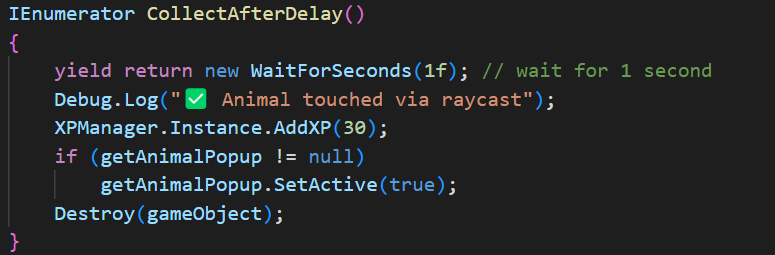 IEnumerator CollectAfterDelay()
{
    yield return new WaitForSeconds(1f); // wait for 1 second
    Debug.Log("✅ Animal touched via raycast");
    XPManager.Instance.AddXP(30);
    if (getAnimalPopup != null)
        getAnimalPopup.SetActive(true);
    Destroy(gameObject);
}